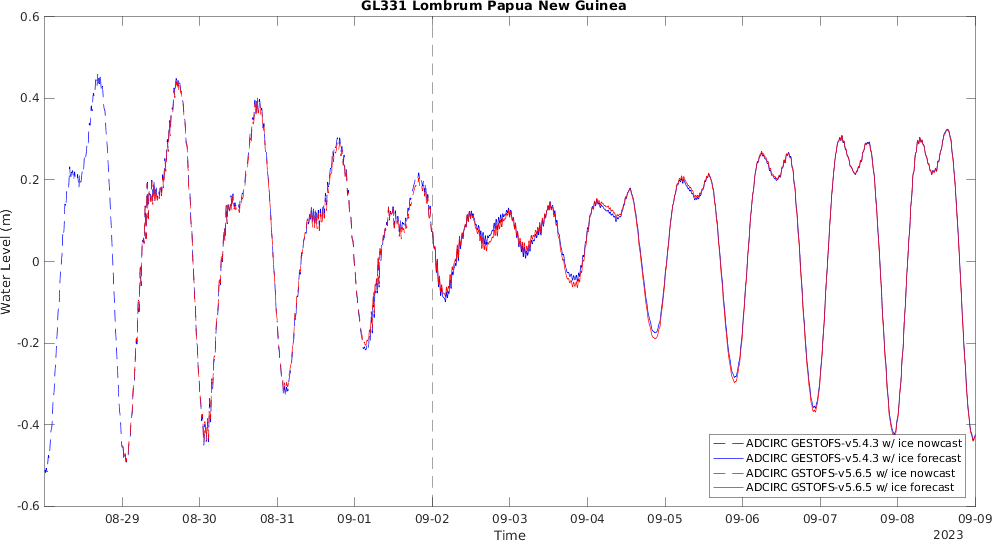 GL331 Lombrum Papua New Guinea
0.6
0.4
0.2
0
-0.2
-0.4
-0.6
Water Level (m)
ADCIRC GESTOFS-v5.4.3 w/ ice nowcast
ADCIRC GESTOFS-v5.4.3 w/ ice forecast
ADCIRC GSTOFS-v5.6.5 w/ ice nowcast
ADCIRC GSTOFS-v5.6.5 w/ ice forecast
08-29 08-30 08-31 09-01 09-02 09-03 09-04 09-05 09-06 09-07 09-08 09-09
Time
2023